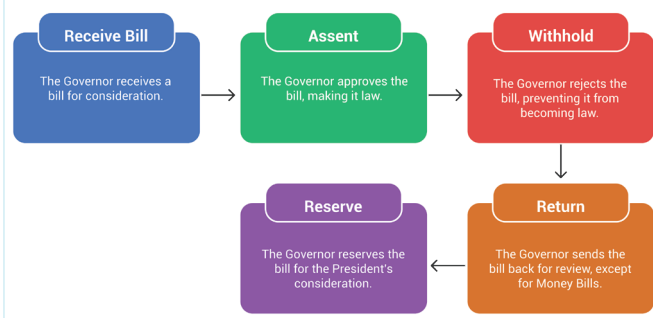 Receive Bill
The Governor receives a
bill for consideration.
Assent
The Governor approves the
bill, making it law.
Withhold
The Governor rejects the
bill, preventing it from
becoming law.
Reserve
The Governor reserves the
bill for the President's
consideration.
Return
The Governor sends the
bill back for review, except
for Money Bills.